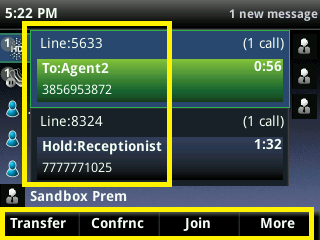 5:22 PM 1 new message
Line:5633 (1 call)
To:Agent2 0:56
3856953872
Line:8324 (1 call)
Hold:Receptionist 1:32
7777771025
Sandbox Prem
Transfer Confrnc Join More